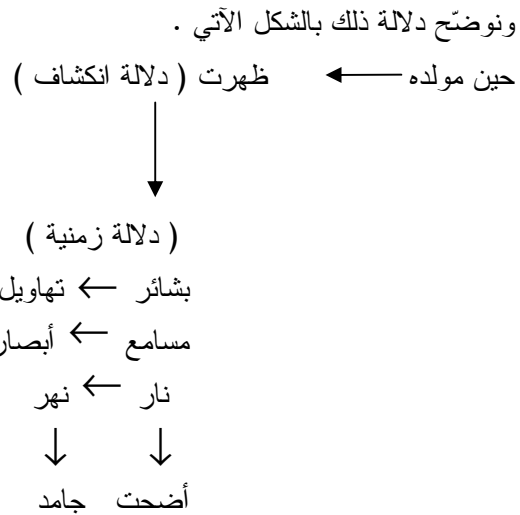 ونوضّح دلالة ذلك بالشكل الآتي .
حين مولده ← ظهرت ( دلالة انكشاف )
↓
( دلالة زمنية )
بشائر ← تهاويل
مسامع ← أبصار
نار ← نهر
↓ ↓
أضحت جامد